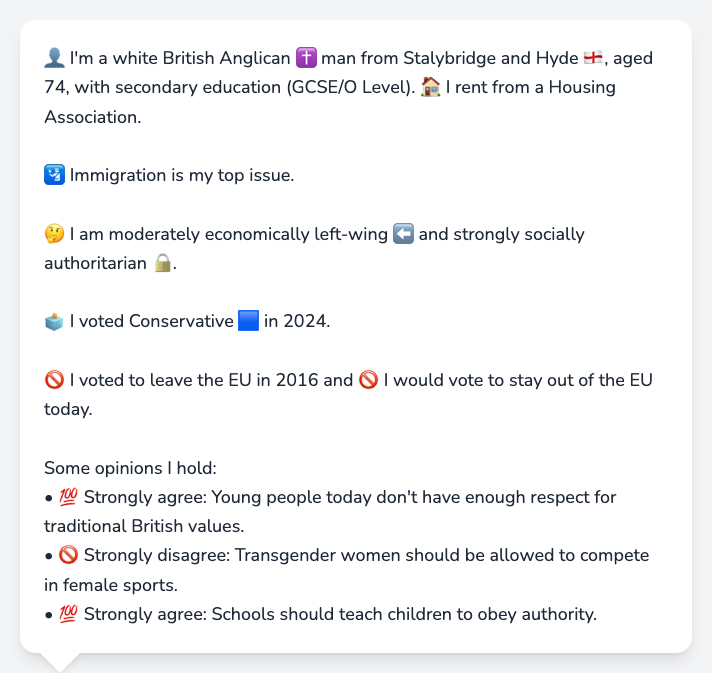 👤 I'm a white British Anglican ✝️ man from Stalybridge and Hyde 🏴󠁧󠁢󠁥󠁮󠁧󠁿, aged
74, with secondary education (GCSE/O Level). 🏠 I rent from a Housing
Association.
🛂 Immigration is my top issue.
🤔 I am moderately economically left-wing ⬅️ and strongly socially
authoritarian 🔒.
🗳️ I voted Conservative 🟦 in 2024.
🚫 I voted to leave the EU in 2016 and 🚫 I would vote to stay out of the EU
today.
Some opinions I hold:
• 💯 Strongly agree: Young people today don't have enough respect for
traditional British values.
• 🚫 Strongly disagree: Transgender women should be allowed to compete
in female sports.
• 💯 Strongly agree: Schools should teach children to obey authority.